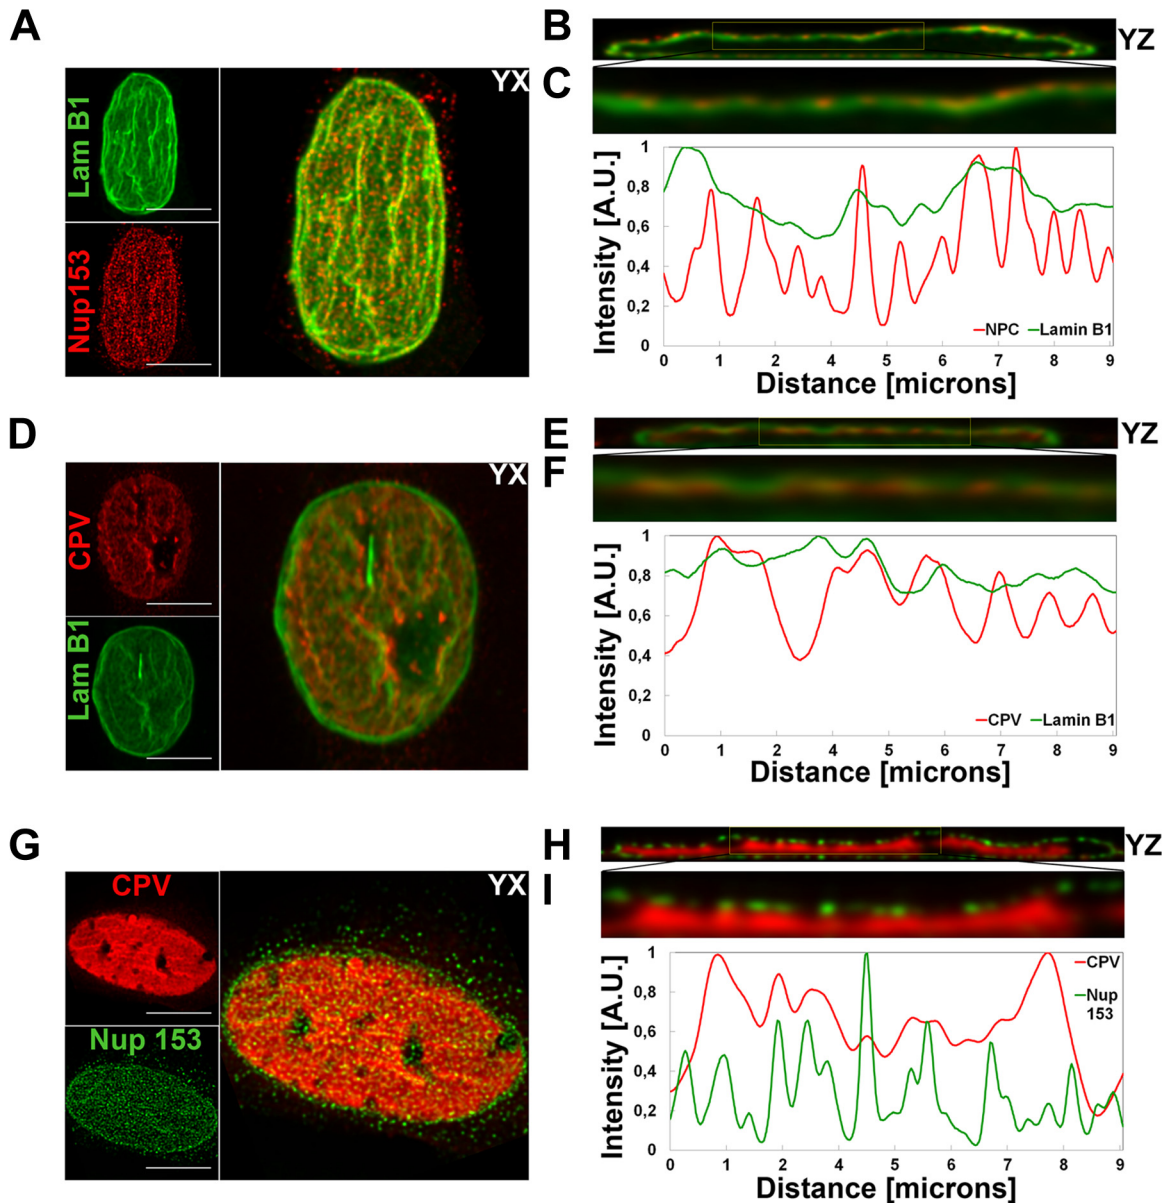 A
Lam B1
Nup153
YX
B
YZ
C
Intensity [A.U.]
1
0,8
0,6
0,4
0,2
0
NPC
Lamin B1
0 1 2 4 5 6 7 8 9
Distance [microns]
D
CPV
Lam B1
YX
E
YZ
F
Intensity [A.U.]
1
0,8
0,6
0,4
0,2
0
CPV
Lamin B1
0 1 2 4 5 6 7 8 9
Distance [microns]
G
CPV
Nup 153
YX
H
YZ
I
Intensity [A.U.]
1
0,8
0,6
0,4
0,2
0
CPV
Nup
153
0 1 2 4 5 6 7 8 9
Distance [microns]